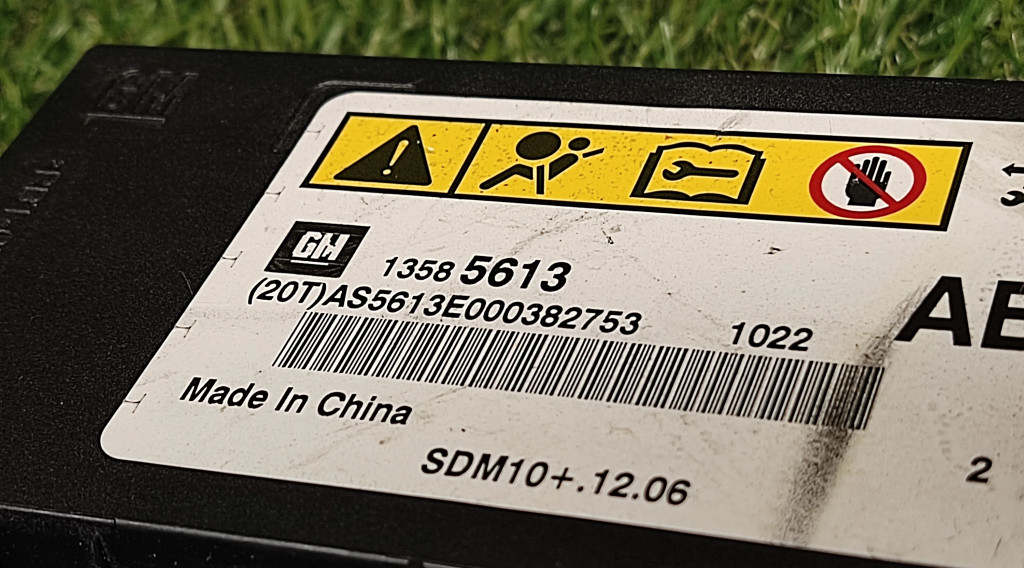 GM
1358 5613
(20T)AS5613E000382753 1022
Made In China
SDM10+.12.06
2